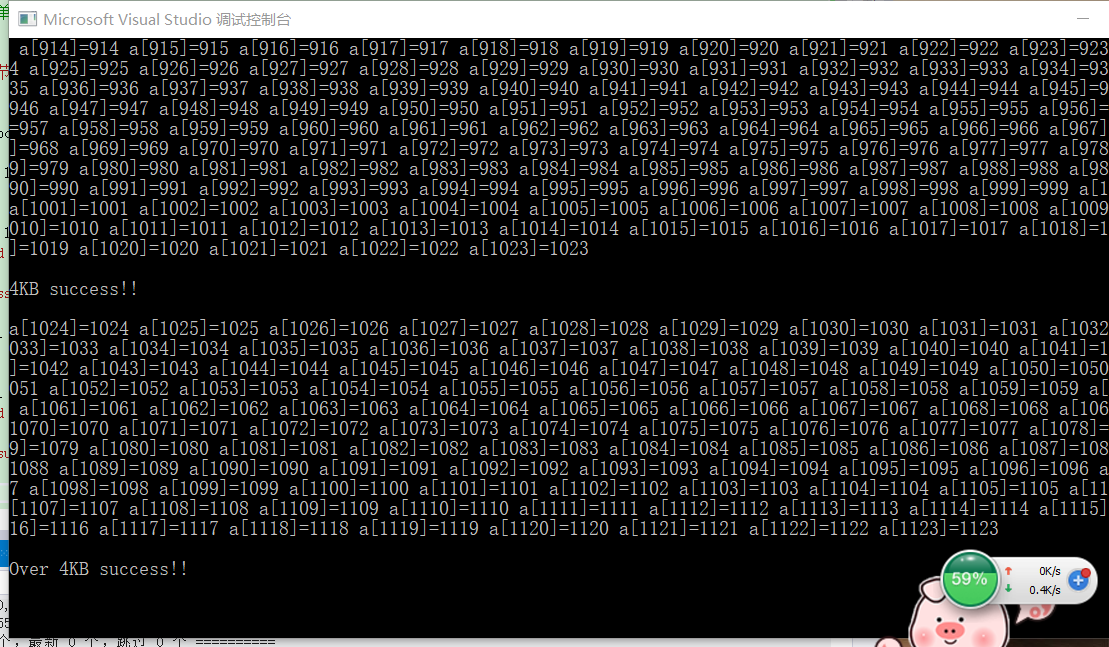 Microsoft Visual Studio 调试控制台
a[914]=914 a[915]=915 a[916]=916 a[917]=917 a[918]=918 a[919]=919 a[920]=920 a[921]=921 a[922]=922 a[923]=923
4 a[925]=925 a[926]=926 a[927]=927 a[928]=928 a[929]=929 a[930]=930 a[931]=931 a[932]=932 a[933]=933 a[934]=93
35 a[936]=936 a[937]=937 a[938]=938 a[939]=939 a[940]=940 a[941]=941 a[942]=942 a[943]=943 a[944]=944 a[945]=9
946 a[947]=947 a[948]=948 a[949]=949 a[950]=950 a[951]=951 a[952]=952 a[953]=953 a[954]=954 a[955]=955 a[956]=
=957 a[958]=958 a[959]=959 a[960]=960 a[961]=961 a[962]=962 a[963]=963 a[964]=964 a[965]=965 a[966]=966 a[967]
]=968 a[969]=969 a[970]=970 a[971]=971 a[972]=972 a[973]=973 a[974]=974 a[975]=975 a[976]=976 a[977]=977 a[978
9]=979 a[980]=980 a[981]=981 a[982]=982 a[983]=983 a[984]=984 a[985]=985 a[986]=986 a[987]=987 a[988]=988 a[98
90]=990 a[991]=991 a[992]=992 a[993]=993 a[994]=994 a[995]=995 a[996]=996 a[997]=997 a[998]=998 a[999]=999 a[1
a[1001]=1001 a[1002]=1002 a[1003]=1003 a[1004]=1004 a[1005]=1005 a[1006]=1006 a[1007]=1007 a[1008]=1008 a[1009
010]=1010 a[1011]=1011 a[1012]=1012 a[1013]=1013 a[1014]=1014 a[1015]=1015 a[1016]=1016 a[1017]=1017 a[1018]=1
]=1019 a[1020]=1020 a[1021]=1021 a[1022]=1022 a[1023]=1023
4KB success!!
a[1024]=1024 a[1025]=1025 a[1026]=1026 a[1027]=1027 a[1028]=1028 a[1029]=1029 a[1030]=1030 a[1031]=1031 a[1032
033]=1033 a[1034]=1034 a[1035]=1035 a[1036]=1036 a[1037]=1037 a[1038]=1038 a[1039]=1039 a[1040]=1040 a[1041]=1
]=1042 a[1043]=1043 a[1044]=1044 a[1045]=1045 a[1046]=1046 a[1047]=1047 a[1048]=1048 a[1049]=1049 a[1050]=1050
051 a[1052]=1052 a[1053]=1053 a[1054]=1054 a[1055]=1055 a[1056]=1056 a[1057]=1057 a[1058]=1058 a[1059]=1059 a[
a[1061]=1061 a[1062]=1062 a[1063]=1063 a[1064]=1064 a[1065]=1065 a[1066]=1066 a[1067]=1067 a[1068]=1068 a[106
1070]=1070 a[1071]=1071 a[1072]=1072 a[1073]=1073 a[1074]=1074 a[1075]=1075 a[1076]=1076 a[1077]=1077 a[1078]=
9]=1079 a[1080]=1080 a[1081]=1081 a[1082]=1082 a[1083]=1083 a[1084]=1084 a[1085]=1085 a[1086]=1086 a[1087]=108
1088 a[1089]=1089 a[1090]=1090 a[1091]=1091 a[1092]=1092 a[1093]=1093 a[1094]=1094 a[1095]=1095 a[1096]=1096 a
7 a[1098]=1098 a[1099]=1099 a[1100]=1100 a[1101]=1101 a[1102]=1102 a[1103]=1103 a[1104]=1104 a[1105]=1105 a[11
[1107]=1107 a[1108]=1108 a[1109]=1109 a[1110]=1110 a[1111]=1111 a[1112]=1112 a[1113]=1113 a[1114]=1114 a[1115]
16]=1116 a[1117]=1117 a[1118]=1118 a[1119]=1119 a[1120]=1120 a[1121]=1121 a[1122]=1122 a[1123]=1123
Over 4KB success!!
59%
0K/s
0.4K/s
个，最新 0 个，跳过 0 个 ==========